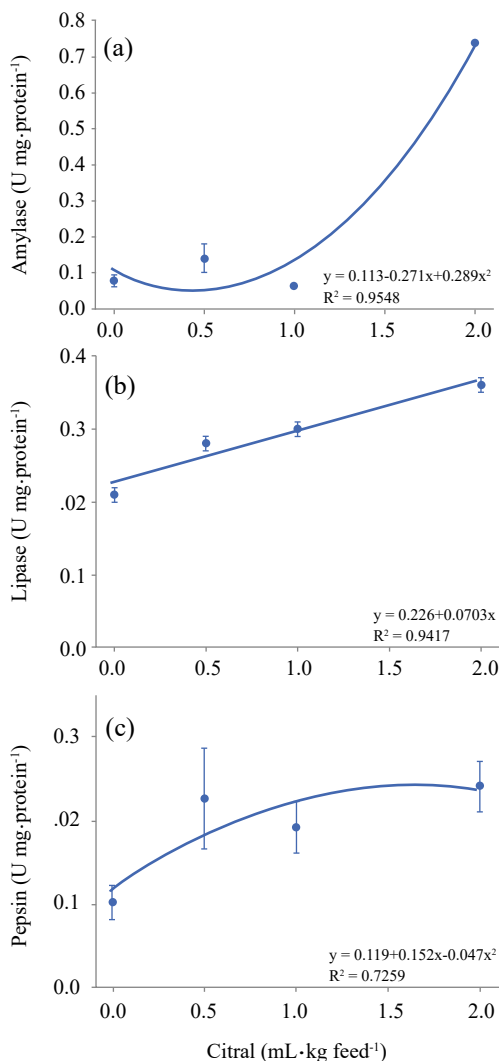 (a)
Amylase (U mg·protein⁻¹)
0.8
0.7
0.6
0.5
0.4
0.3
0.2
0.1
0.0
y = 0.113-0.271x+0.289x²
R² = 0.9548
0.0 0.5 1.0 1.5 2.0
(b)
Lipase (U mg·protein⁻¹)
0.4
0.3
.02
0.1
0.0
y = 0.226+0.0703x
R² = 0.9417
0.0 0.5 1.0 1.5 2.0
(c)
Pepsin (U mg·protein⁻¹)
0.3
.02
0.1
0.0
y = 0.119+0.152x-0.047x²
R² = 0.7259
0.0 0.5 1.0 1.5 2.0
Citral (mL·kg feed⁻¹)